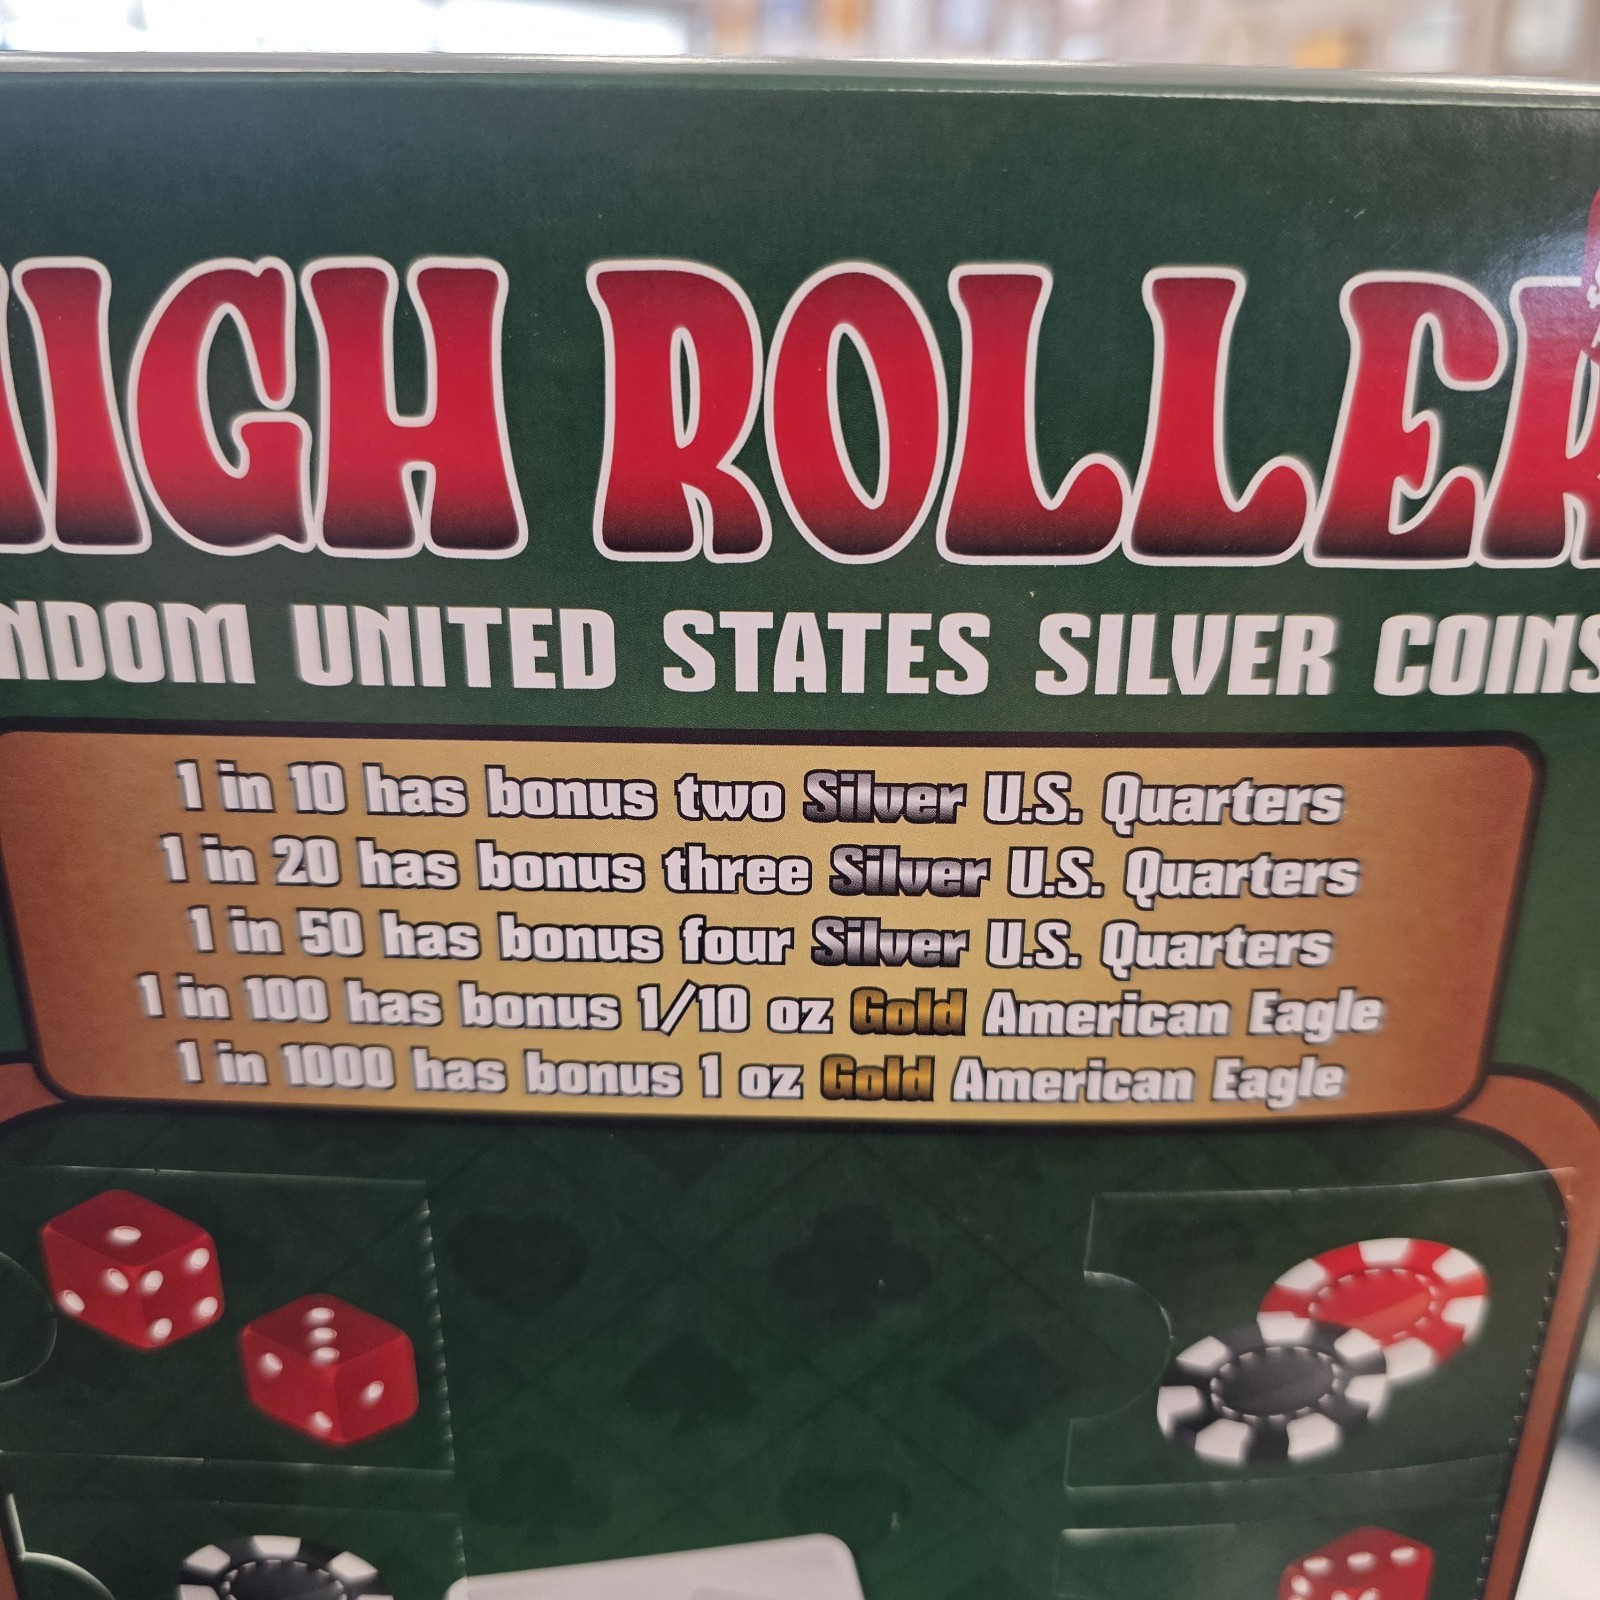 HIGH ROLLER
NDOM UNITED STATES SILVER COINS
1 in 10 has bonus two Silver U.S. Quarters
1 in 20 has bonus three Silver U.S. Quarters
1 in 50 has bonus four Silver U.S. Quarters
1 in 100 has bonus 1/10 oz Gold American Eagle
1 in 1000 has bonus 1 oz Gold American Eagle